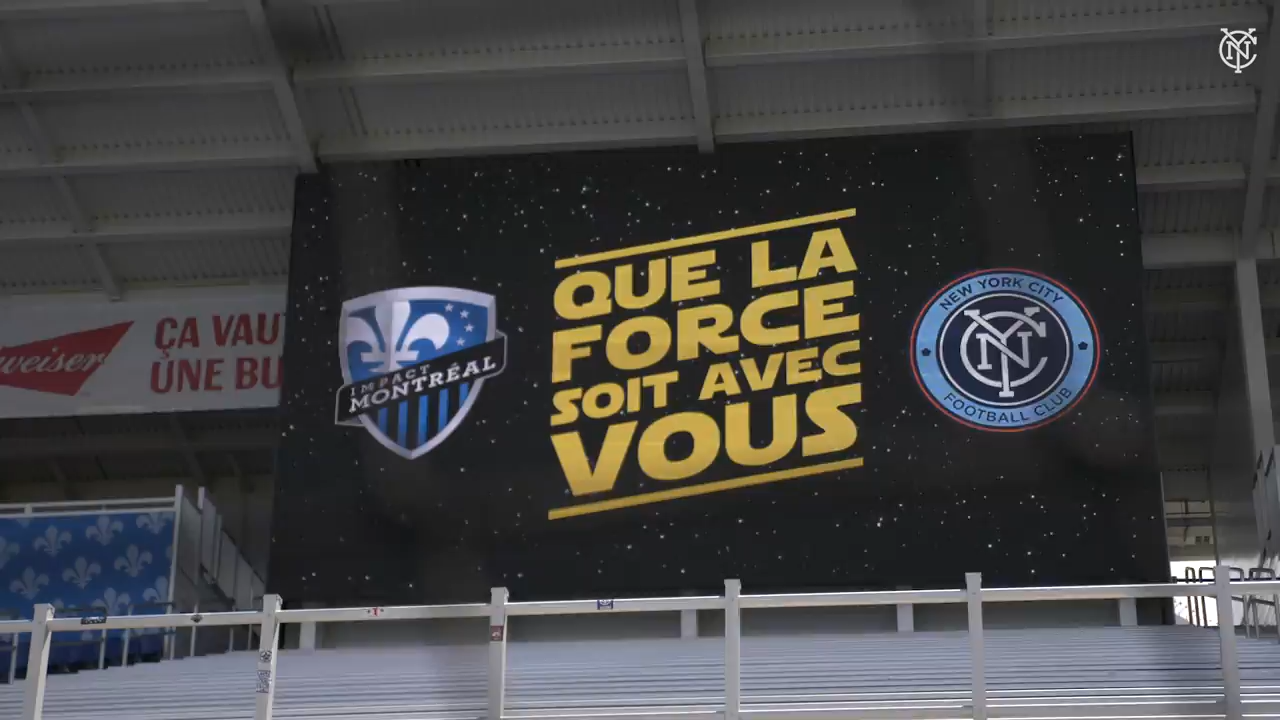 NYC
QUE LA
FORCE
SOIT AVEC
VOUS
IMPACT
MONTRÉAL
NEW YORK CITY
NYC
FOOTBALL CLUB
weiser
ÇA VAU
UNE BU